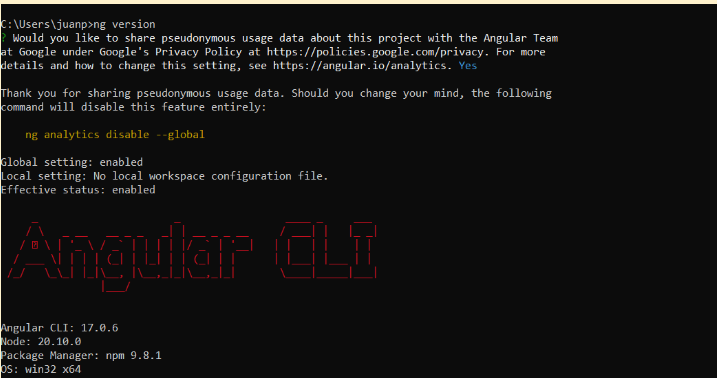 C:\Users\juanp>ng version
? Would you like to share pseudonymous usage data about this project with the Angular Team
at Google under Google's Privacy Policy at https://policies.google.com/privacy. For more
details and how to change this setting, see https://angular.io/analytics. Yes
Thank you for sharing pseudonymous usage data. Should you change your mind, the following
command will disable this feature entirely:
ng analytics disable --global
Global setting: enabled
Local setting: No local workspace configuration file.
Effective status: enabled
Angular CLI
Angular CLI: 17.0.6
Node: 20.10.0
Package Manager: npm 9.8.1
OS: win32 x64